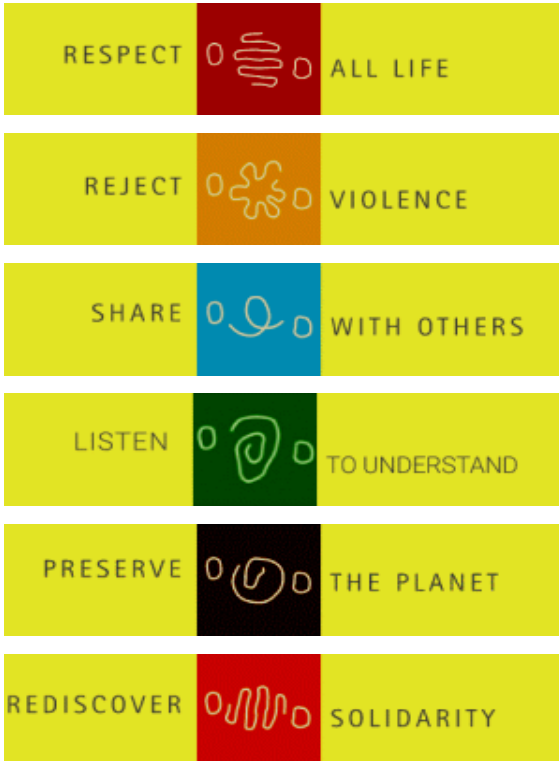 RESPECT ALL LIFE
REJECT VIOLENCE
SHARE WITH OTHERS
LISTEN TO UNDERSTAND
PRESERVE THE PLANET
REDISCOVER SOLIDARITY